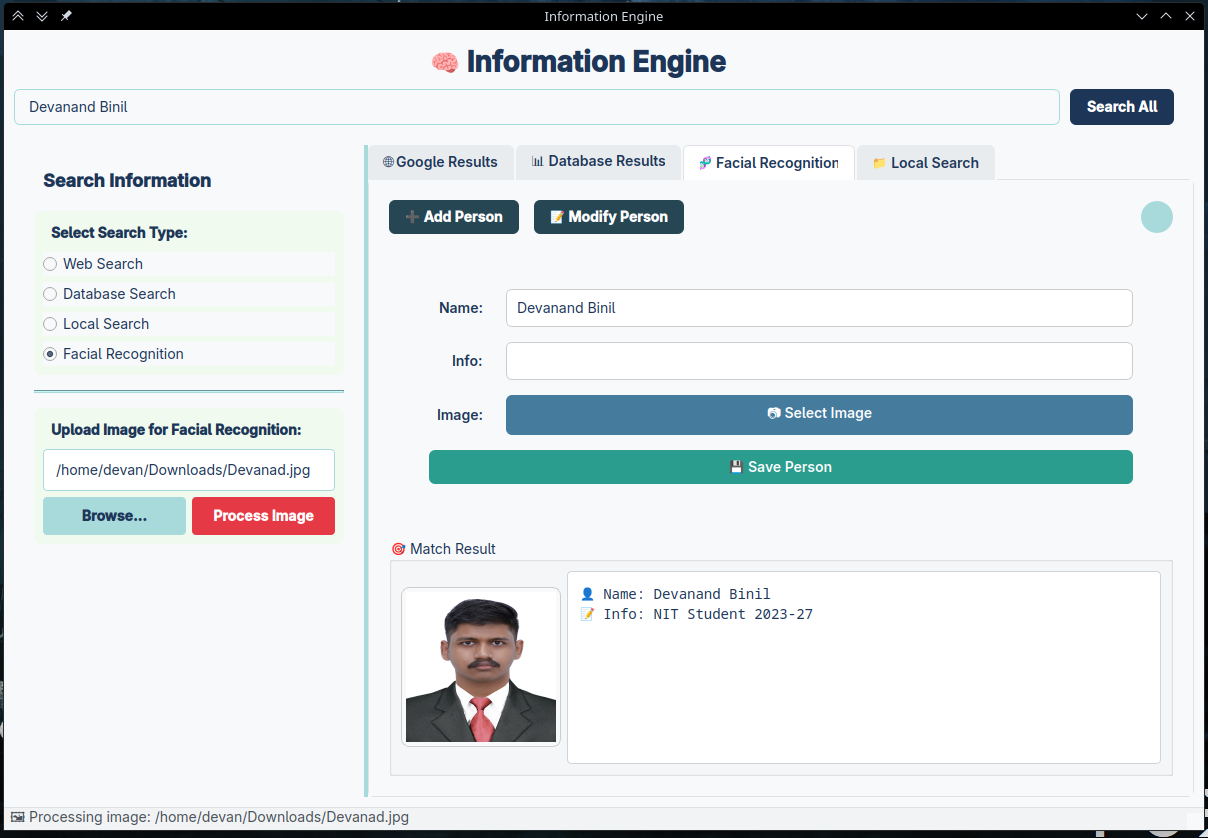 Information Engine
🧠 Information Engine
Devanand Binil
Search All
Search Information
Select Search Type:
Web Search
Database Search
Local Search
Facial Recognition
Upload Image for Facial Recognition:
/home/devan/Downloads/Devanad.jpg
Browse...
Process Image
🌐Google Results
📊 Database Results
🧬 Facial Recognition
📁 Local Search
➕ Add Person
📝 Modify Person
Name:
Devanand Binil
Info:
Image:
📷 Select Image
💾 Save Person
🎯 Match Result
👤 Name: Devanand Binil
📝 Info: NIT Student 2023-27
🖼 Processing image: /home/devan/Downloads/Devanad.jpg